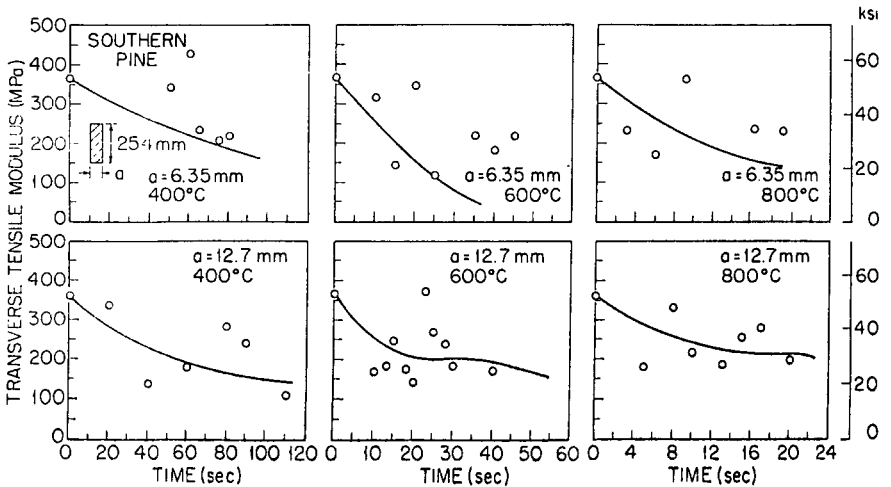 TRANSVERSE TENSILE MODULUS (MPa)
500
400
300
200
100
0
SOUTHERN
PINE
254 mm
a
a = 6.35 mm
400°C
a = 6.35 mm
600°C
a = 6.35 mm
800°C
ksi
60
40
20
0
500
400
300
200
100
0
a = 12.7 mm
400°C
a = 12.7 mm
600°C
a = 12.7 mm
800°C
60
40
20
0
0 20 40 60 80 100 120
0 10 20 30 40 50 60
0 4 8 12 16 20 24
TIME (sec)
TIME (sec)
TIME (sec)